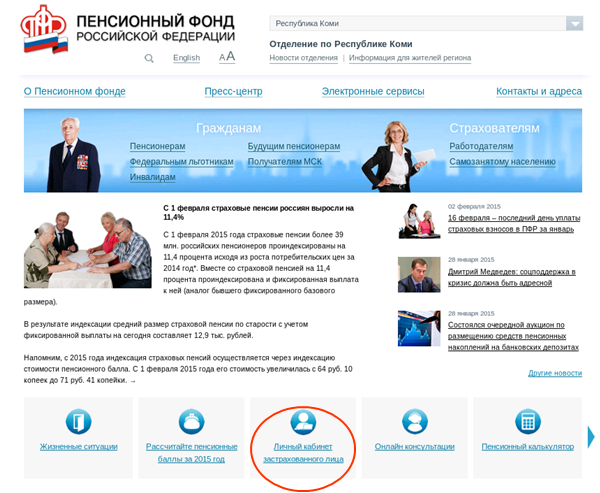 ПЕНСИОННЫЙ ФОНД
РОССИЙСКОЙ ФЕДЕРАЦИИ
English
А А
Республика Коми
Отделение по Республике Коми
Новости отделения | Информация для жителей региона
О Пенсионном фонде
Пресс-центр
Электронные сервисы
Контакты и адреса
Гражданам
Пенсионерам
Будущим пенсионерам
Федеральным льготникам
Получателям МСК
Инвалидам
Страхователям
Работодателям
Самозанятому населению
С 1 февраля страховые пенсии россиян выросли на
11,4%
С 1 февраля 2015 года страховые пенсии более 39
млн. российских пенсионеров проиндексированы на
11,4 процента исходя из роста потребительских цен за
2014 год*. Вместе со страховой пенсией на 11,4
процента проиндексирована и фиксированная выплата
к ней (аналог бывшего фиксированного базового
размера).
В результате индексации средний размер страховой пенсии по старости с учетом
фиксированной выплаты на сегодня составляет 12,9 тыс. рублей.
Напомним, с 2015 года индексация страховых пенсий осуществляется через индексацию
стоимости пенсионного балла. С 1 февраля 2015 года его стоимость увеличилась с 64 руб. 10
копеек до 71 руб. 41 копейки. →
02 февраля 2015
16 февраля – последний день уплаты
страховых взносов в ПФР за январь
28 января 2015
Дмитрий Медведев: соцподдержка в
кризис должна быть адресной
28 января 2015
Состоялся очередной аукцион по
размещению средств пенсионных
накоплений на банковских депозитах
Другие новости
Жизненные ситуации
Рассчитайте пенсионные
баллы за 2015 год
Личный кабинет
застрахованного лица
Онлайн консультации
Пенсионный калькулятор